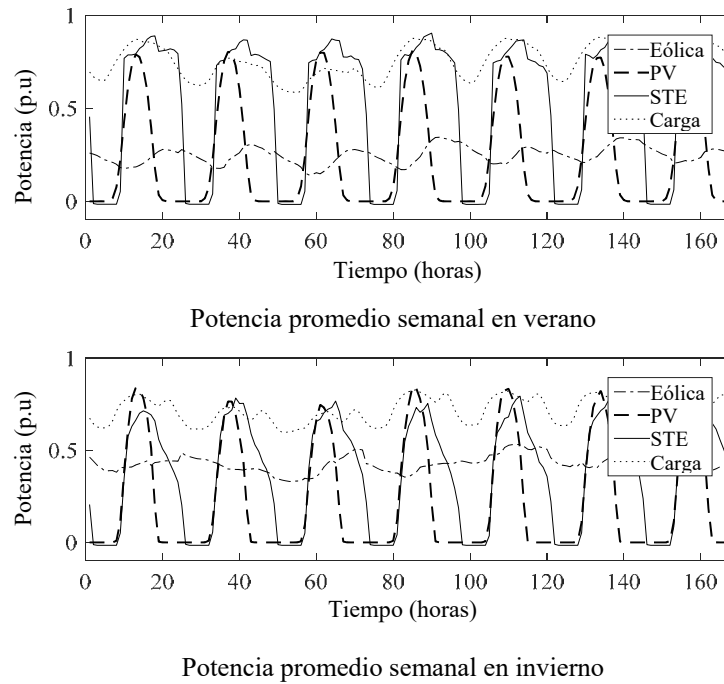 1
0.5
0
Potencia (p.u)
Eólica
PV
STE
Carga
0 20 40 60 80 100 120 140 160
Tiempo (horas)
Potencia promedio semanal en verano
1
0.5
0
Potencia (p.u)
Eólica
PV
STE
Carga
0 20 40 60 80 100 120 140 160
Tiempo (horas)
Potencia promedio semanal en invierno